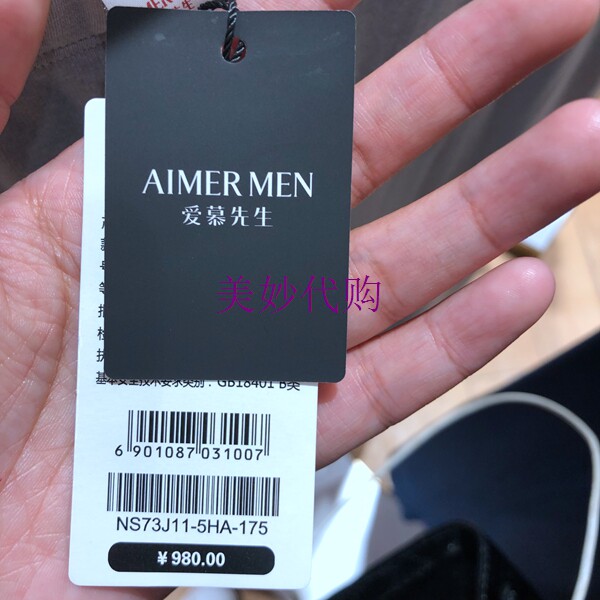 AIMER MEN
爱慕先生
美妙代购
基本安全技术要求类别：GB18401 B类
6 901087 031007
NS73J11-5HA-175
¥980.00